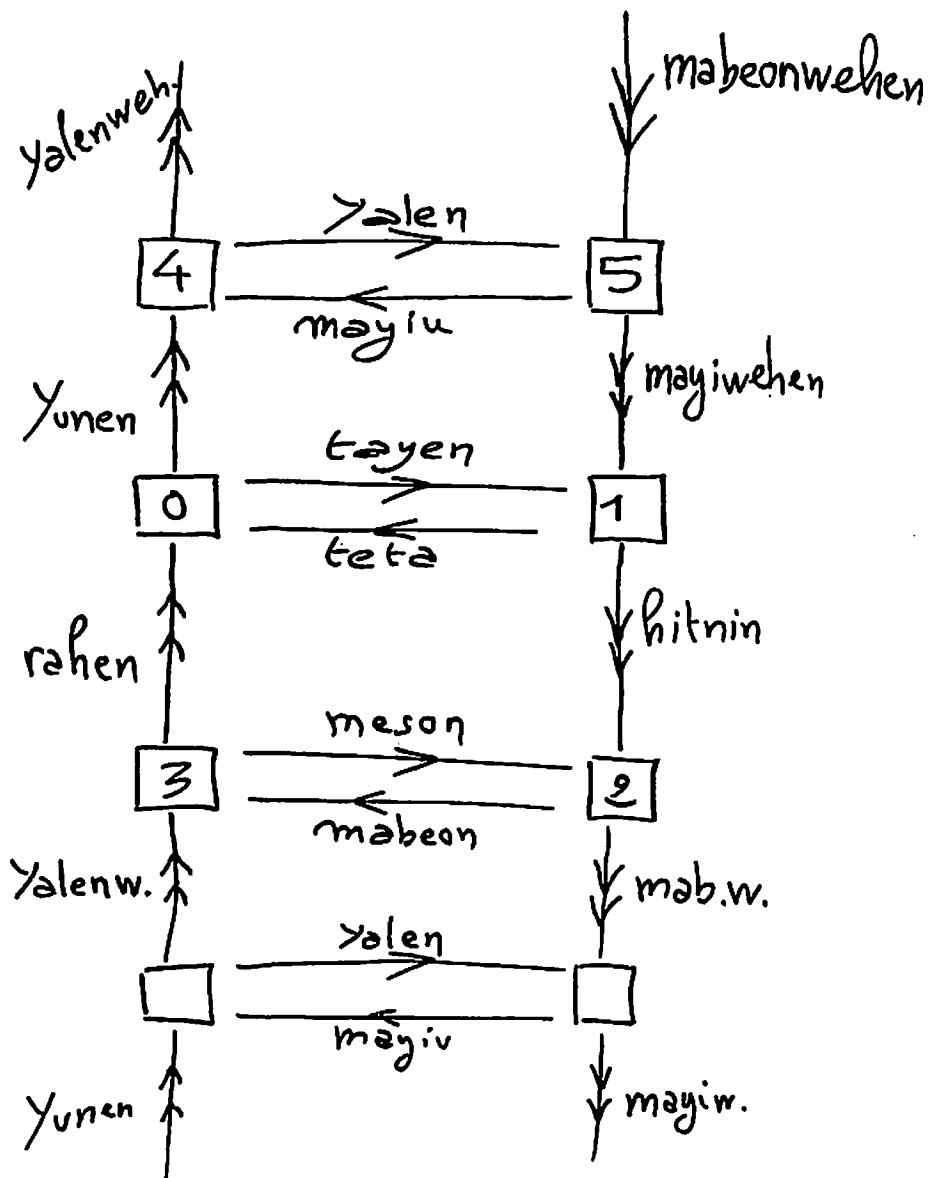 mabeonwehen
yalenweh.
yalen
4
5
mayiu
mayiwehen
yunen
tayen
0
1
teta
hitnin
rahen
meson
3
2
mabeon
yalenw.
mab.w.
yalen
mayiv
yunen
mayiw.